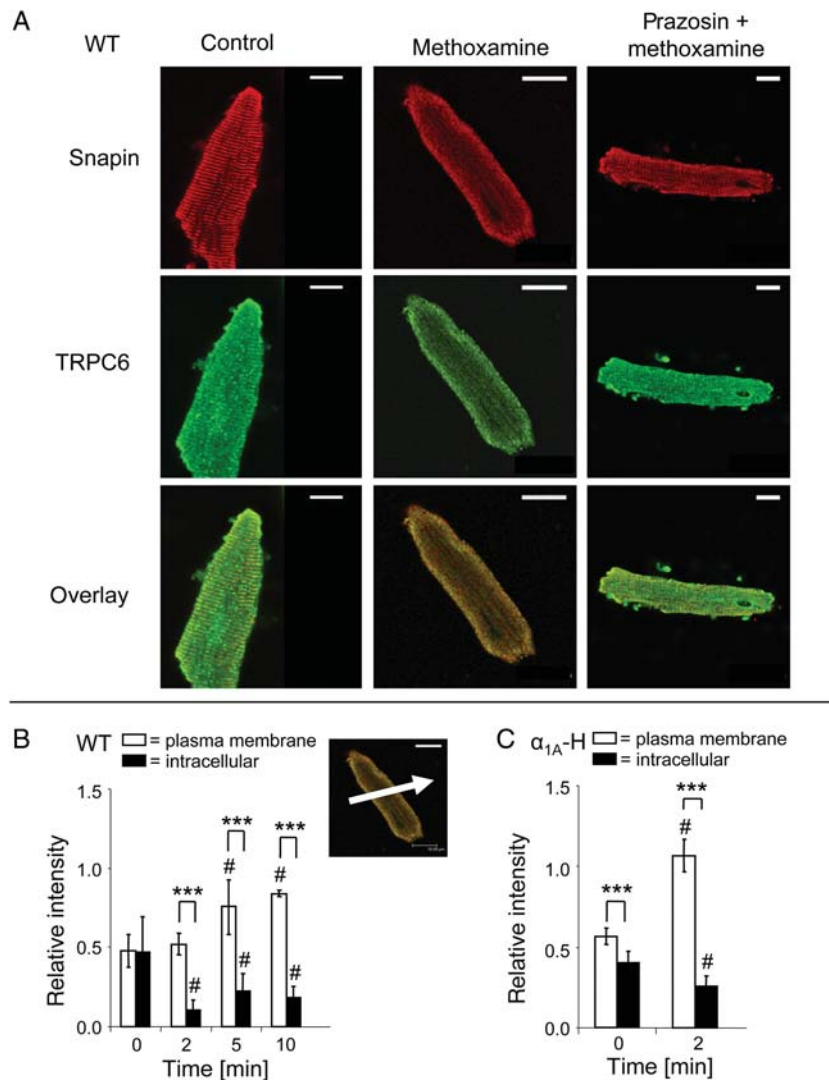 A
WT
Control
Methoxamine
Prazosin +
methoxamine
Snapin
TRPC6
Overlay
B
WT
= plasma membrane
= intracellular
Relative intensity
1.5
1.0
0.5
0.0
***
***
***
#
#
#
#
#
0
2
5
10
Time [min]
C
α1A-H
= plasma membrane
= intracellular
Relative intensity
1.5
1.0
0.5
0.0
***
***
#
#
0
2
Time [min]